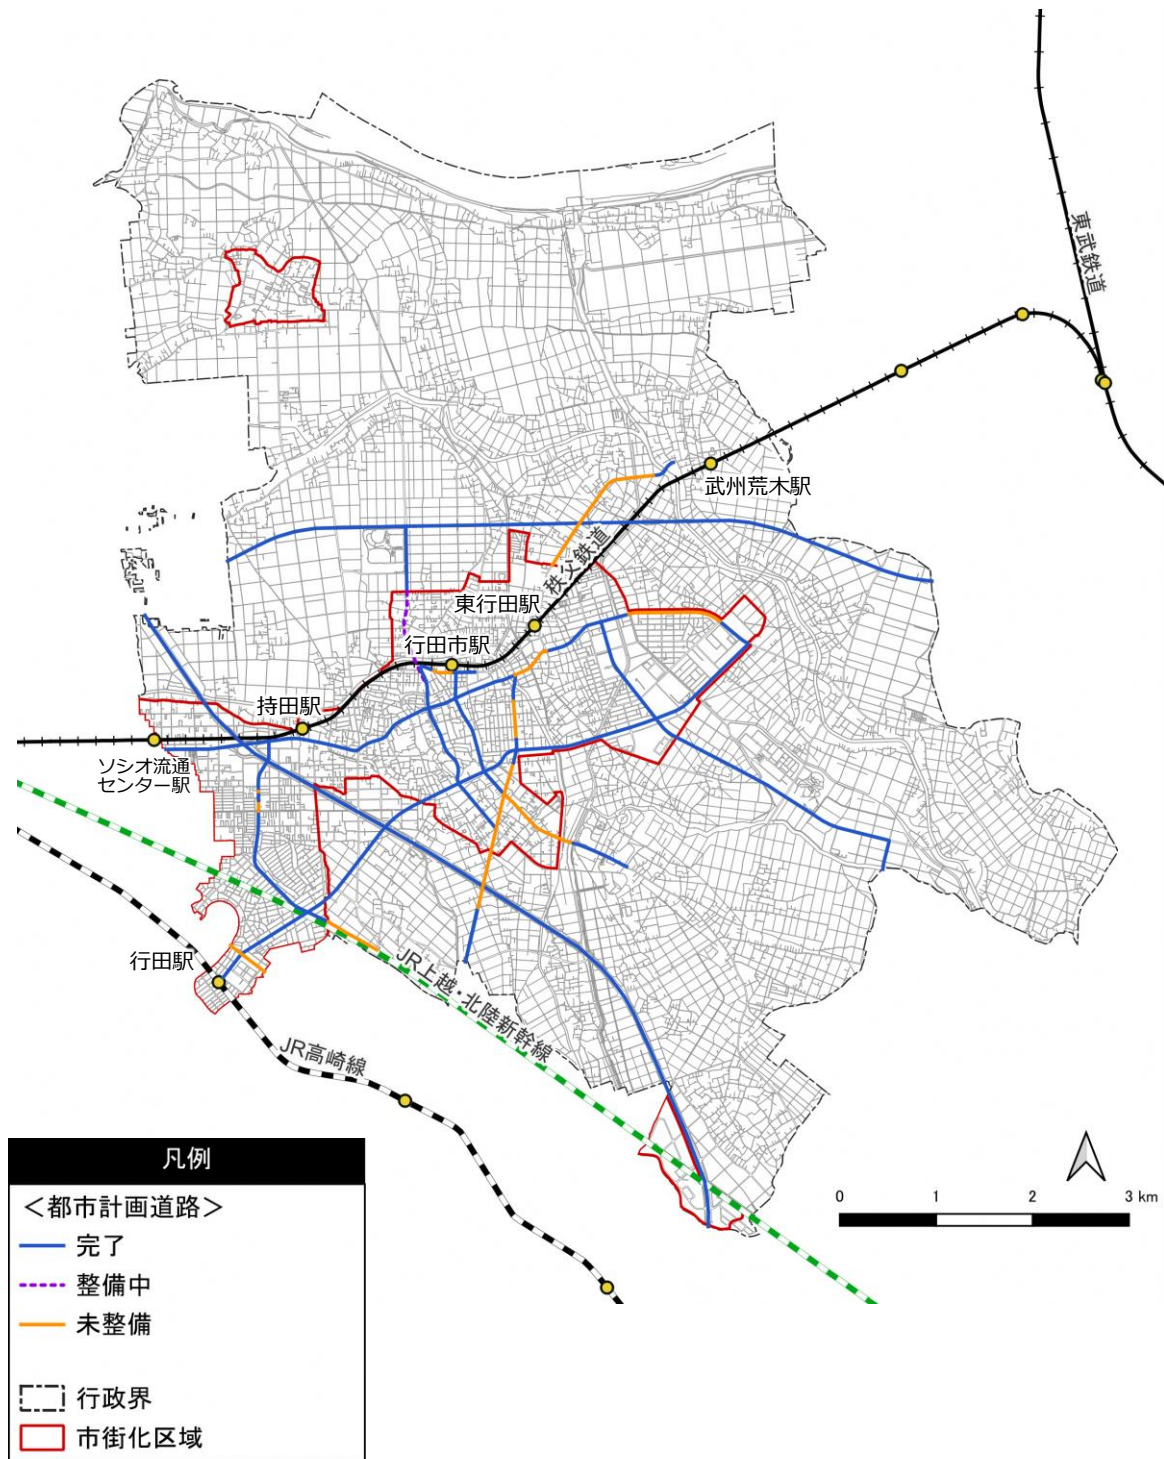 東武鉄道
武州荒木駅
秩父鉄道
東行田駅
行田市駅
持田駅
ソシオ流通
センター駅
行田駅
JR上越・北陸新幹線
JR高崎線
0 1 2 3 km
凡例
＜都市計画道路＞
完了
整備中
未整備
行政界
市街化区域